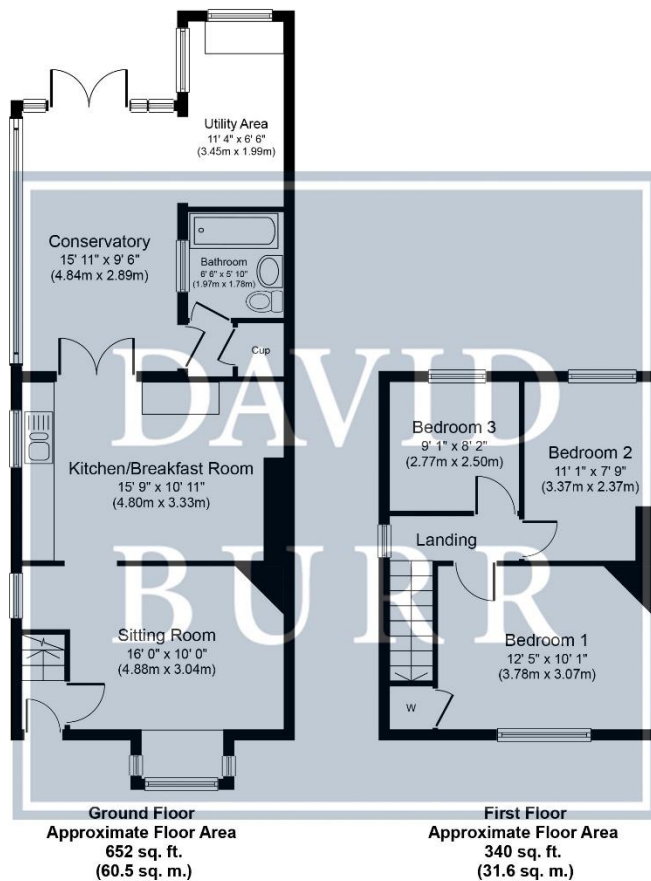 Utility Area
11' 4" x 6' 6"
(3.45m x 1.99m)
Conservatory
15' 11" x 9' 6"
(4.84m x 2.89m)
Bathroom
6' 6" x 5' 10"
(1.97m x 1.78m)
Cup
DAVID
BURR
Kitchen/Breakfast Room
15' 9" x 10' 11"
(4.80m x 3.33m)
Sitting Room
16' 0" x 10' 0"
(4.88m x 3.04m)
Bedroom 3
9' 1" x 8' 2"
(2.77m x 2.50m)
Bedroom 2
11' 1" x 7' 9"
(3.37m x 2.37m)
Landing
Bedroom 1
12' 5" x 10' 1"
(3.78m x 3.07m)
W
Ground Floor
Approximate Floor Area
652 sq. ft.
(60.5 sq. m.)
First Floor
Approximate Floor Area
340 sq. ft.
(31.6 sq. m.)